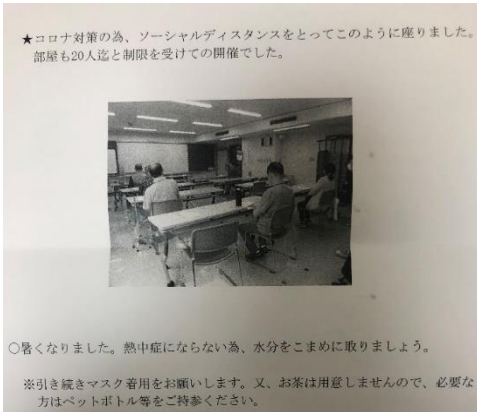 ★コロナ対策の為、ソーシャルディスタンスをとってこのように座りました。
部屋も20人迄と制限を受けての開催でした。
○暑くなりました。熱中症にならない為、水分をこまめに取りましょう。
※引き続きマスク着用をお願いします。又、お茶は用意しませんので、必要な
方はペットボトル等をご持参ください。